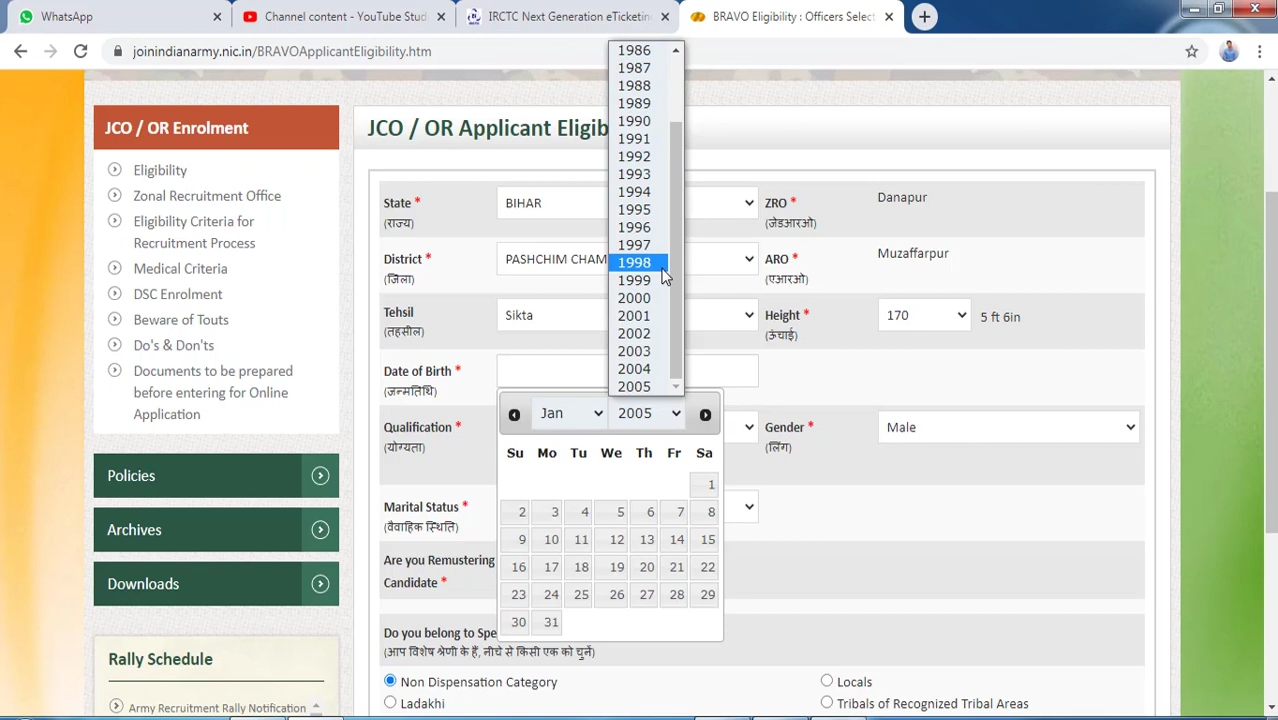 WhatsApp
Channel content - YouTube Stud
IRCTC Next Generation eTicketin
BRAVO Eligibility : Officers Select
joinindianarmy.nic.in/BRAVOApplicantEligibility.htm
JCO / OR Enrolment
Eligibility
Zonal Recruitment Office
Eligibility Criteria for
Recruitment Process
Medical Criteria
DSC Enrolment
Beware of Touts
Do's & Don'ts
Documents to be prepared
before entering for Online
Application
Policies
Archives
Downloads
Rally Schedule
Army Recruitment Rally Notification
JCO / OR Applicant Eligib
State *
(राज्य)
BIHAR
ZRO
(जेडआरओ)
Danapur
District *
(जिला)
PASHCHIM CHAM
ARO
(एआरओ)
Muzaffarpur
Tehsil
(तहसील)
Sikta
Height *
(ऊंचाई)
170
5 ft 6in
Date of Birth *
(जन्मतिथि)
1986
1987
1988
1989
1990
1991
1992
1993
1994
1995
1996
1997
1998
1999
2000
2001
2002
2003
2004
2005
Jan 2005
Su Mo Tu We Th Fr Sa
1
2 3 4 5 6 7 8
9 10 11 12 13 14 15
16 17 18 19 20 21 22
23 24 25 26 27 28 29
30 31
Qualification *
(योग्यता)
Gender *
(लिंग)
Male
Marital Status *
(वैवाहिक स्थिति)
Are you Remustering
Candidate *
Do you belong to Spe
(आप विशेष श्रेणी के हैं, नीचे से किसी एक को चुनें)
Non Dispensation Category
Locals
Ladakhi
Tribals of Recognized Tribal Areas